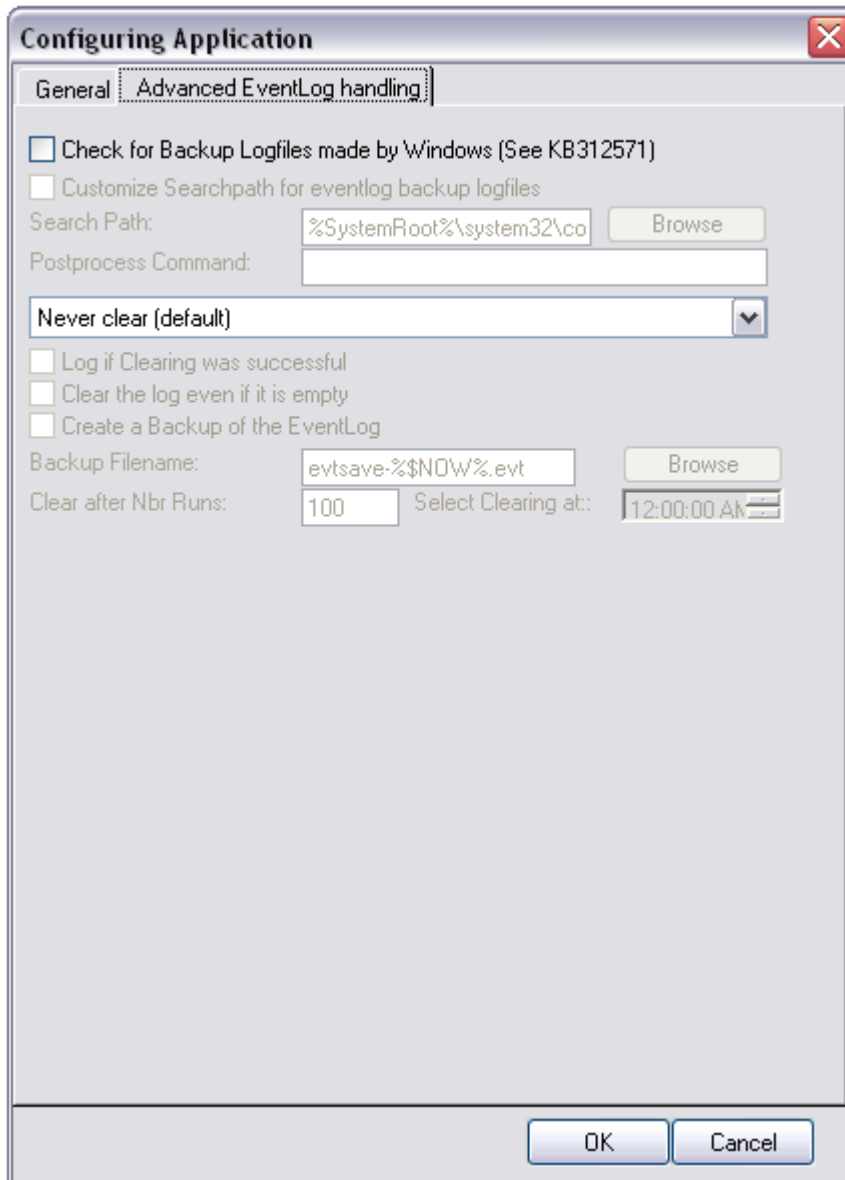 Configuring Application
General Advanced EventLog handling
Check for Backup Logfiles made by Windows (See KB312571)
Customize Searchpath for eventlog backup logfiles
Search Path: %SystemRoot%\system32\co Browse
Postprocess Command:
Never clear (default)
Log if Clearing was successful
Clear the log even if it is empty
Create a Backup of the EventLog
Backup Filename: evtsave-%$NOW%.evt Browse
Clear after Nbr Runs: 100 Select Clearing at:: 12:00:00 AM
OK Cancel